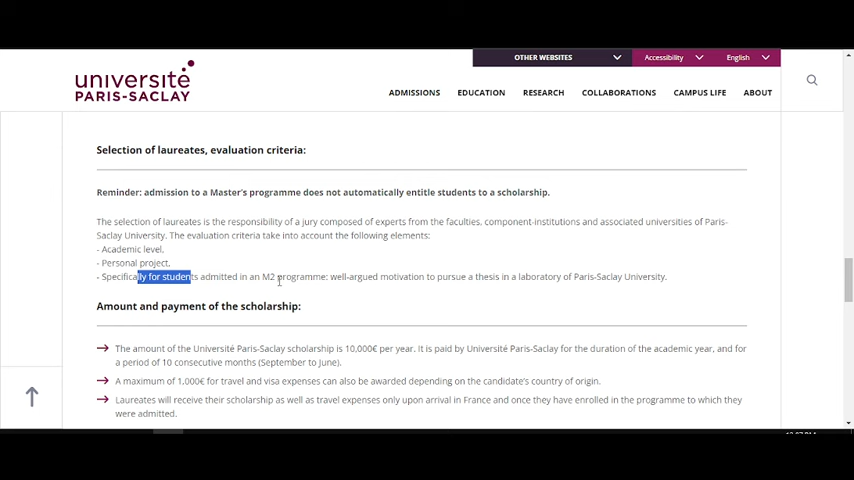 OTHER WEBSITES
Accessibility
English
université
PARIS-SACLAY
ADMISSIONS
EDUCATION
RESEARCH
COLLABORATIONS
CAMPUS LIFE
ABOUT
Selection of laureates, evaluation criteria:
Reminder: admission to a Master's programme does not automatically entitle students to a scholarship.
The selection of laureates is the responsibility of a jury composed of experts from the faculties, component-institutions and associated universities of Paris-
Saclay University. The evaluation criteria take into account the following elements:
- Academic level.
- Personal project,
- Specifically for students admitted in an M2 programme: well-argued motivation to pursue a thesis in a laboratory of Paris-Saclay University.
Amount and payment of the scholarship:
The amount of the Université Paris-Saclay scholarship is 10,000€ per year. It is paid by Université Paris-Saclay for the duration of the academic year, and for
a period of 10 consecutive months (September to June).
A maximum of 1,000€ for travel and visa expenses can also be awarded depending on the candidate's country of origin.
Laureates will receive their scholarship as well as travel expenses only upon arrival in France and once they have enrolled in the programme to which they
were admitted.